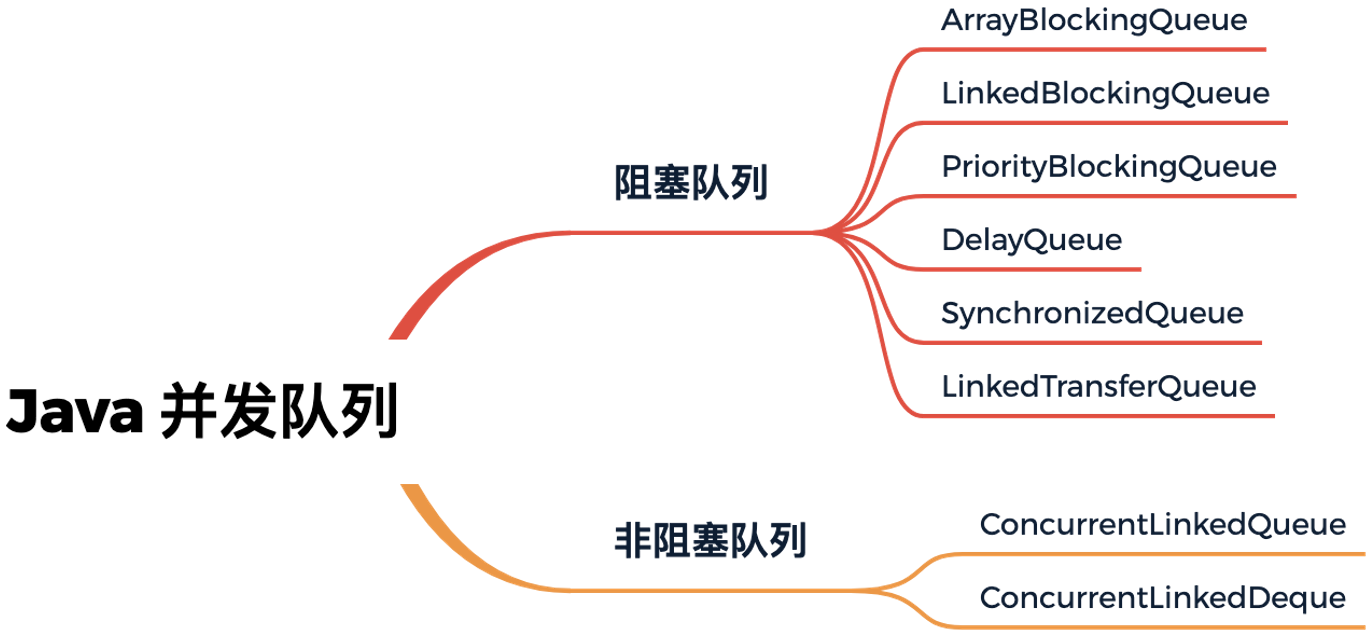 Java 并发队列
阻塞队列
ArrayBlockingQueue
LinkedBlockingQueue
PriorityBlockingQueue
DelayQueue
SynchronizedQueue
LinkedTransferQueue
非阻塞队列
ConcurrentLinkedQueue
ConcurrentLinkedDeque